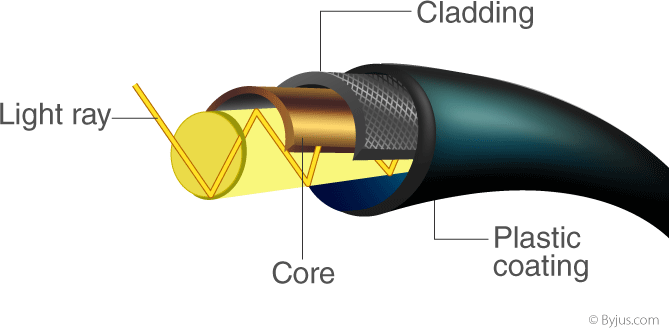 Cladding
Light ray
Core
Plastic
coating
© Byjus.com